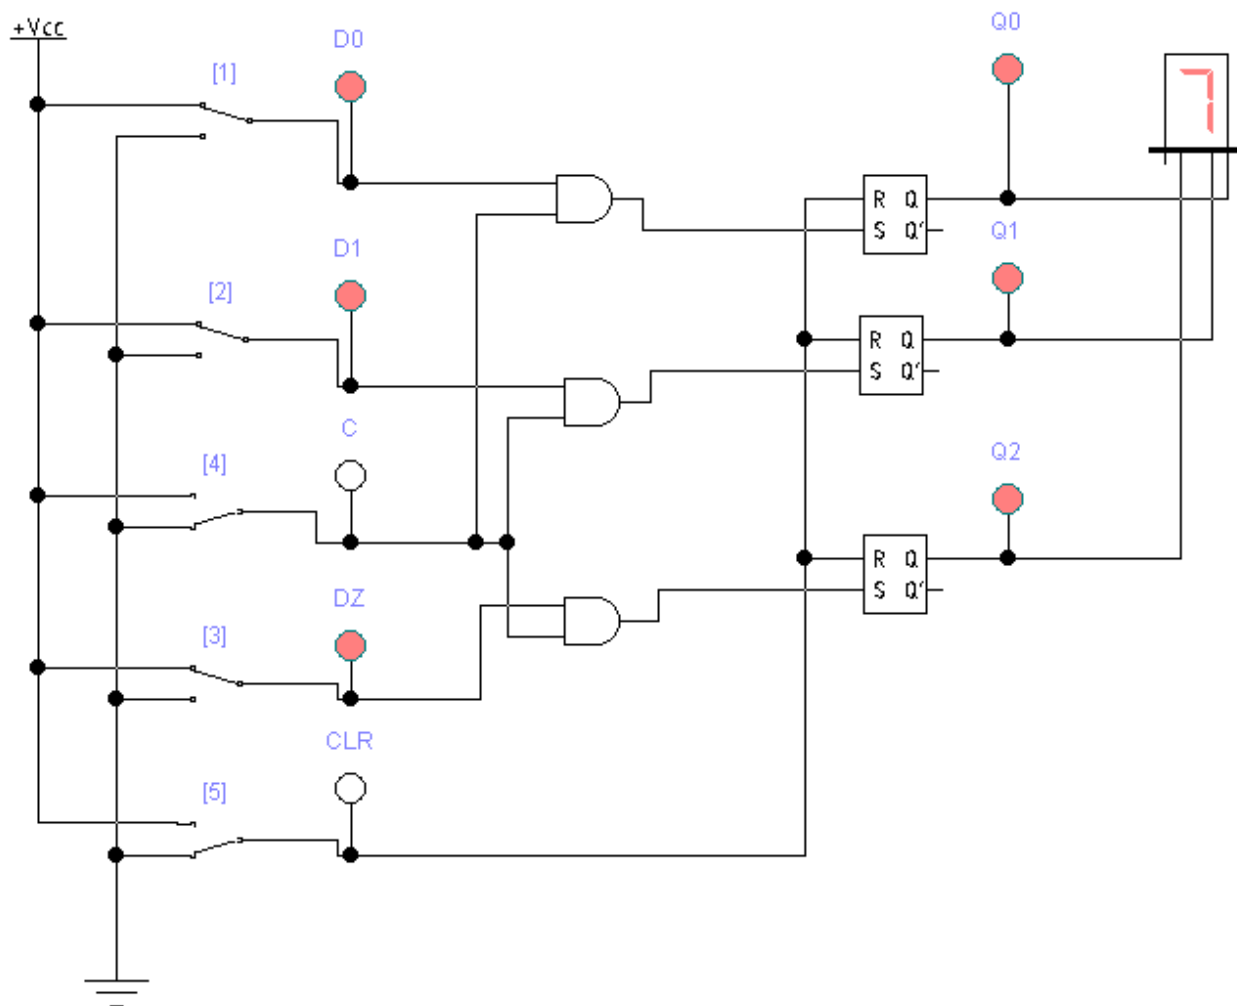 +Vcc
D0
Q0
[1]
7
R Q
S Q'
D1
Q1
[2]
R Q
S Q'
C
Q2
[4]
R Q
S Q'
DZ
[3]
CLR
[5]